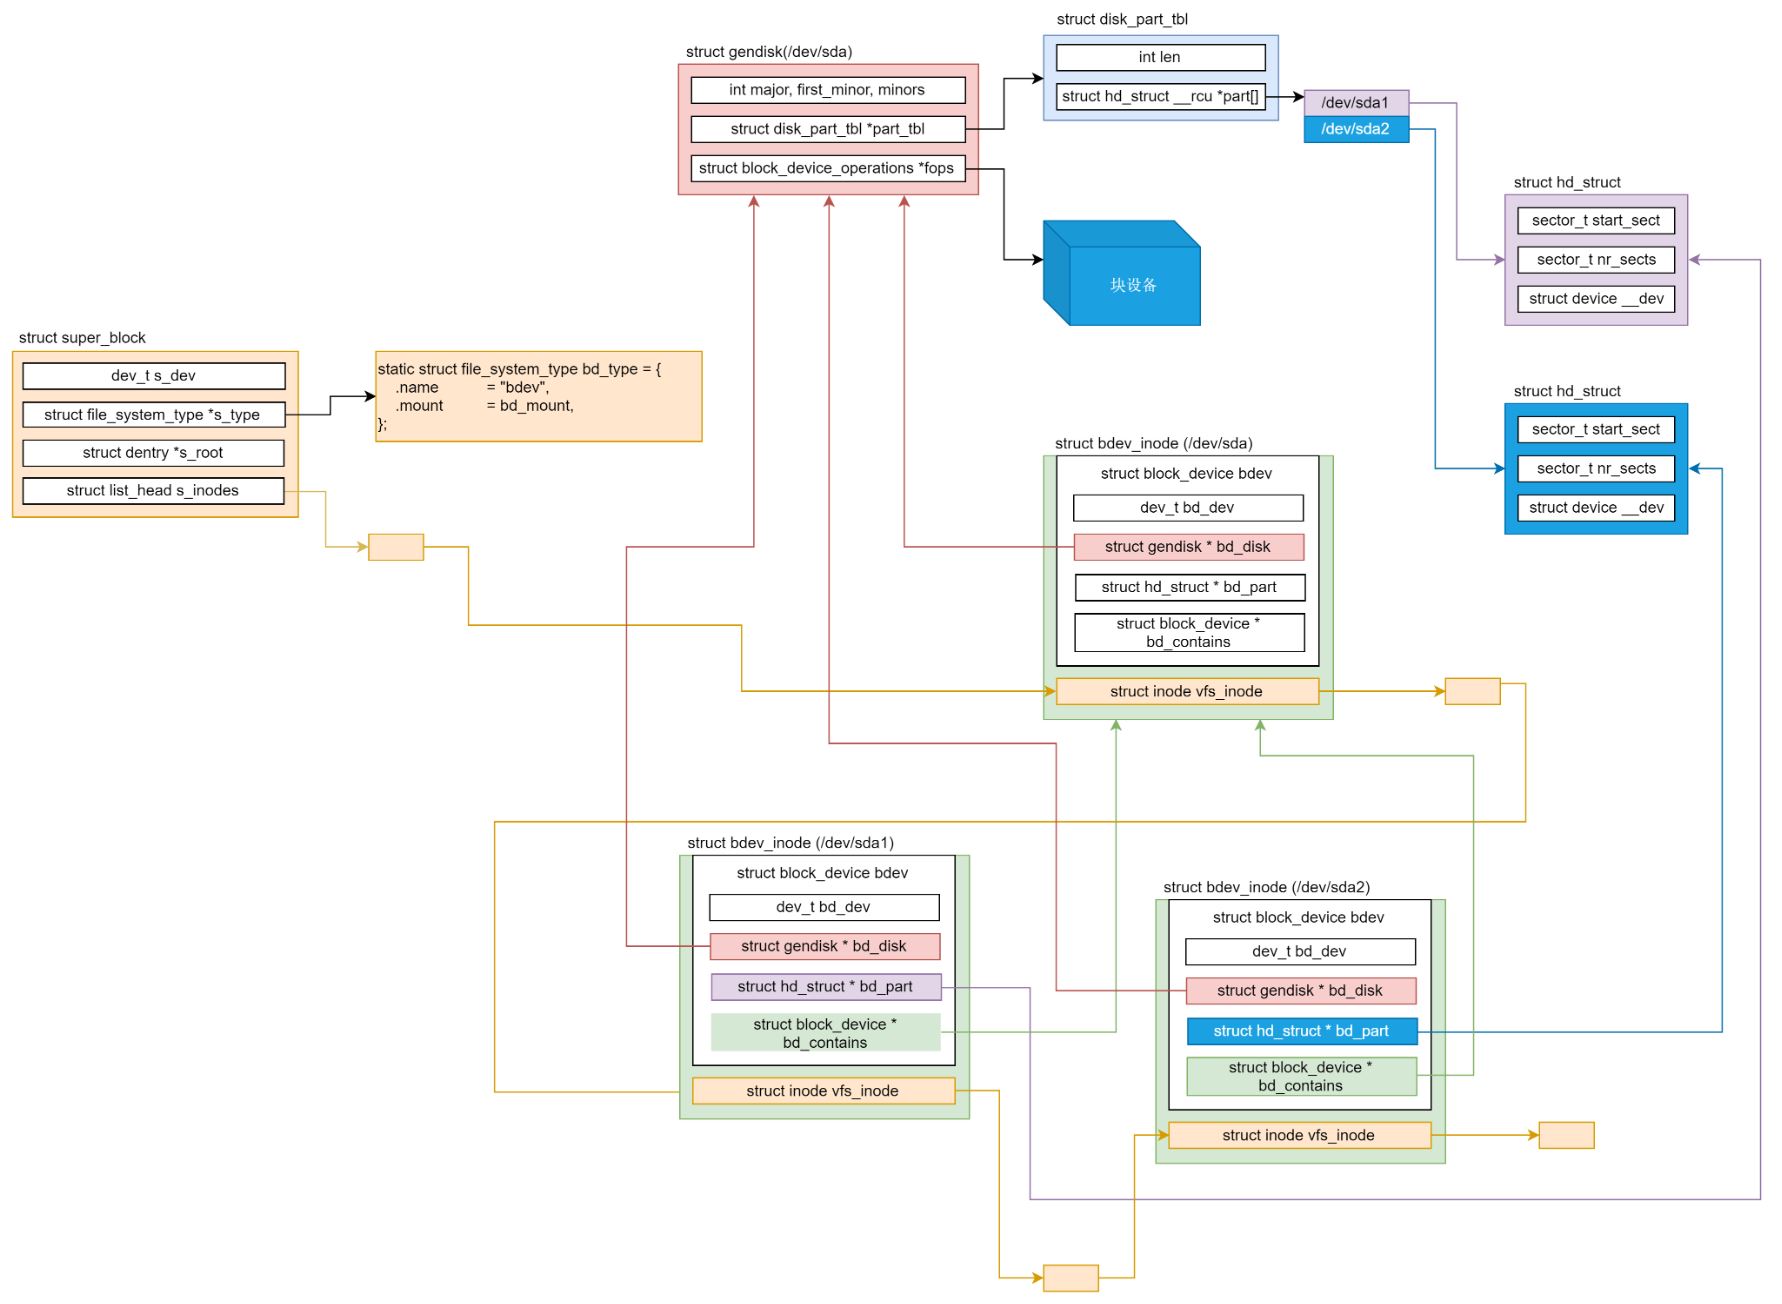 struct disk_part_tbl
int len
struct hd_struct __rcu *part[]
struct gendisk(/dev/sda)
int major, first_minor, minors
struct disk_part_tbl *part_tbl
struct block_device_operations *fops
/dev/sda1
/dev/sda2
struct hd_struct
sector_t start_sect
sector_t nr_sects
struct device __dev
块设备
struct super_block
dev_t s_dev
struct file_system_type *s_type
struct dentry *s_root
struct list_head s_inodes
static struct file_system_type bd_type = {
.name = "bdev",
.mount = bd_mount,
};
struct hd_struct
sector_t start_sect
sector_t nr_sects
struct device __dev
struct bdev_inode (/dev/sda)
struct block_device bdev
dev_t bd_dev
struct gendisk * bd_disk
struct hd_struct * bd_part
struct block_device *
bd_contains
struct inode vfs_inode
struct bdev_inode (/dev/sda1)
struct block_device bdev
dev_t bd_dev
struct gendisk * bd_disk
struct hd_struct * bd_part
struct block_device *
bd_contains
struct inode vfs_inode
struct bdev_inode (/dev/sda2)
struct block_device bdev
dev_t bd_dev
struct gendisk * bd_disk
struct hd_struct * bd_part
struct block_device *
bd_contains
struct inode vfs_inode